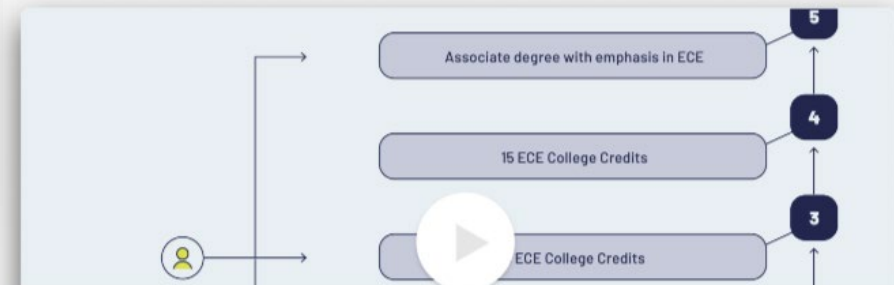 5
Associate degree with emphasis in ECE
4
15 ECE College Credits
3
ECE College Credits